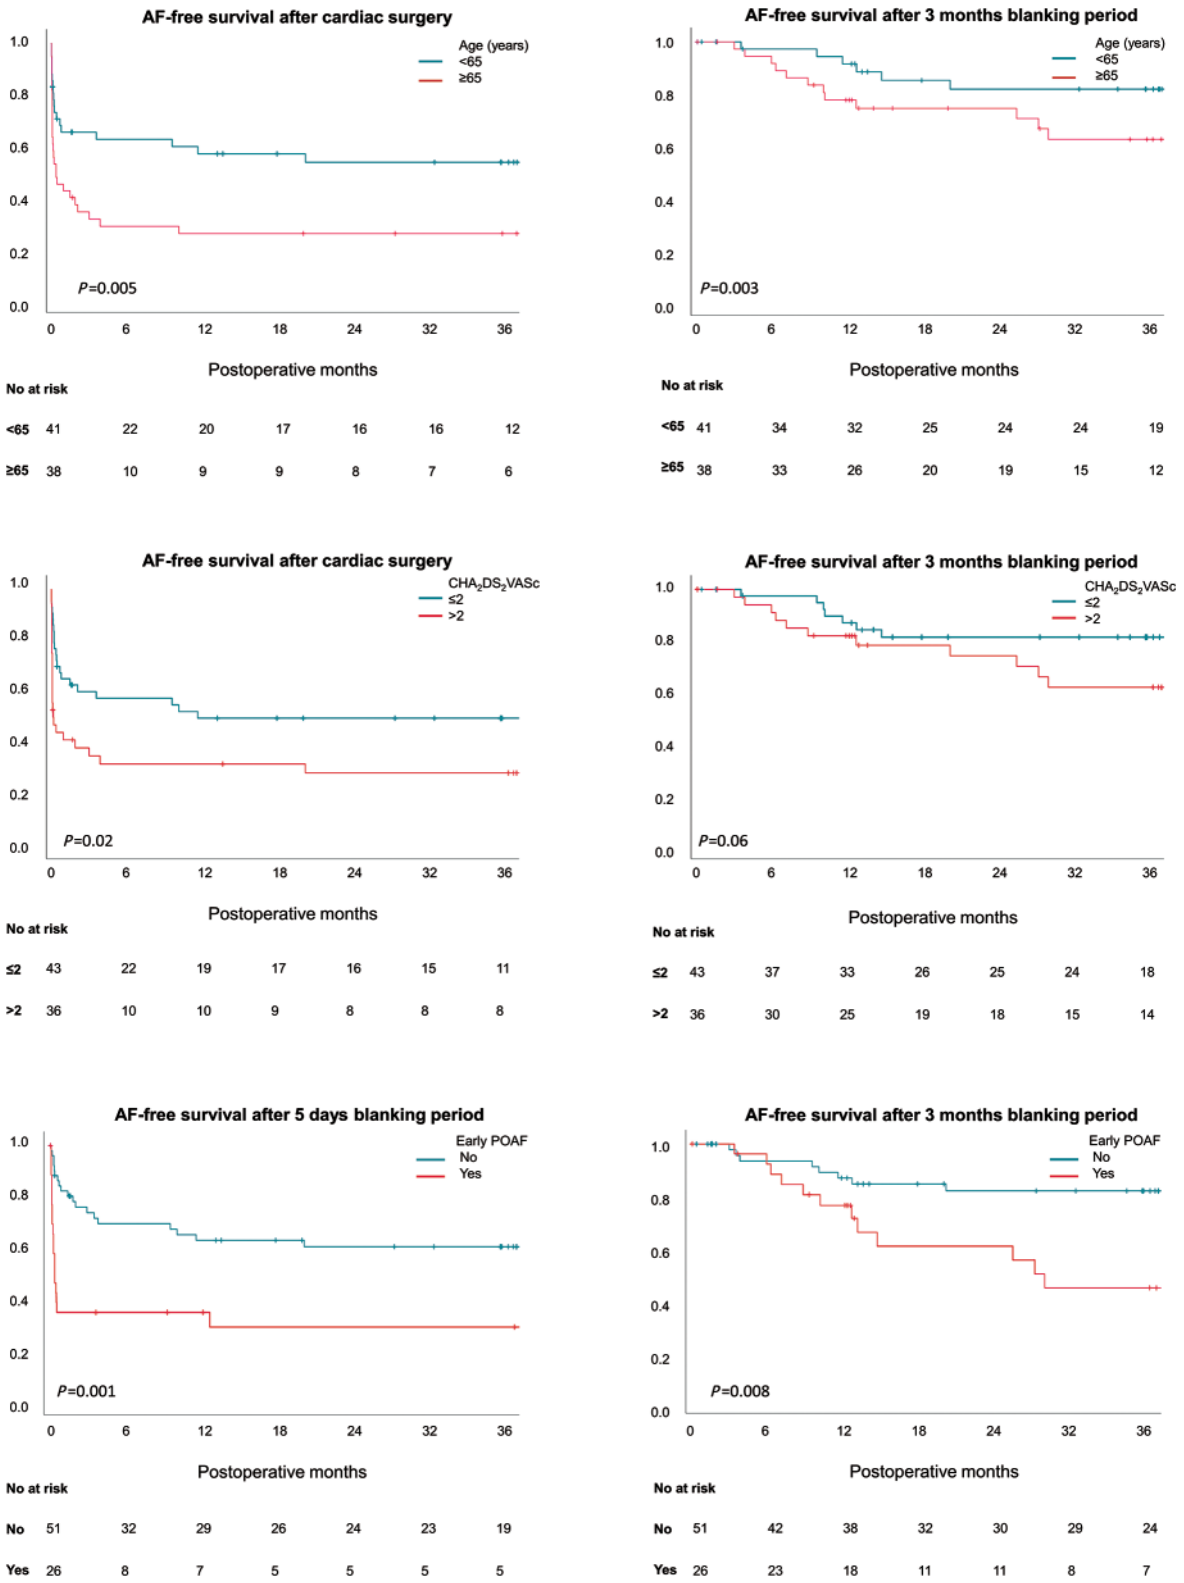 AF-free survival after cardiac surgery
Age (years)
<65
≥65
1.0
0.8
0.6
0.4
0.2
0.0
P=0.005
0 6 12 18 24 32 36
Postoperative months
No at risk
<65 41 22 20 17 16 16 12
≥65 38 10 9 9 8 7 6
AF-free survival after 3 months blanking period
Age (years)
<65
≥65
1.0
0.8
0.6
0.4
0.2
0.0
P=0.003
0 6 12 18 24 32 36
Postoperative months
No at risk
<65 41 34 32 25 24 24 19
≥65 38 33 26 20 19 15 12
AF-free survival after cardiac surgery
CHA₂DS₂VASc
≤2
>2
1.0
0.8
0.6
0.4
0.2
0.0
P=0.02
0 6 12 18 24 32 36
Postoperative months
No at risk
≤2 43 22 19 17 16 15 11
>2 36 10 10 9 8 8 8
AF-free survival after 3 months blanking period
CHA₂DS₂VASc
≤2
>2
1.0
0.8
0.6
0.4
0.2
0.0
P=0.06
0 6 12 18 24 32 36
Postoperative months
No at risk
≤2 43 37 33 26 25 24 18
>2 36 30 25 19 18 15 14
AF-free survival after 5 days blanking period
Early POAF
No
Yes
1.0
0.8
0.6
0.4
0.2
0.0
P=0.001
0 6 12 18 24 32 36
Postoperative months
No at risk
No 51 32 29 26 24 23 19
Yes 26 8 7 5 5 5 5
AF-free survival after 3 months blanking period
Early POAF
No
Yes
1.0
0.8
0.6
0.4
0.2
0.0
P=0.008
0 6 12 18 24 32 36
Postoperative months
No at risk
No 51 42 38 32 30 29 24
Yes 26 23 18 11 11 8 7